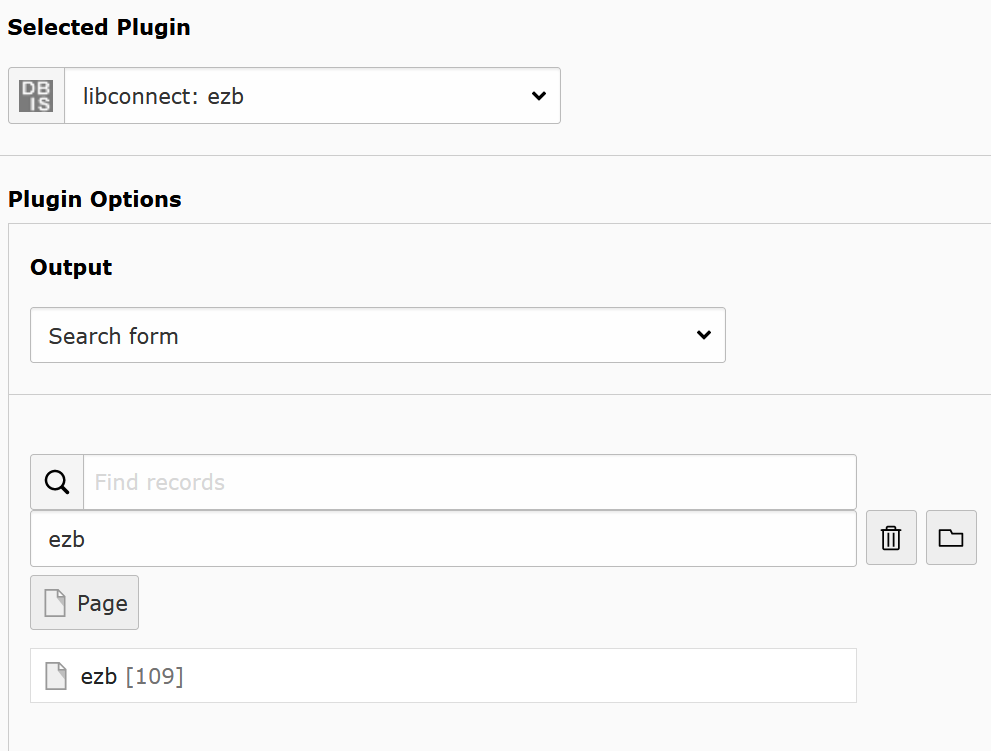 Selected Plugin
DB
IS
libconnect: ezb
Plugin Options
Output
Search form
Find records
ezb
Page
ezb [109]